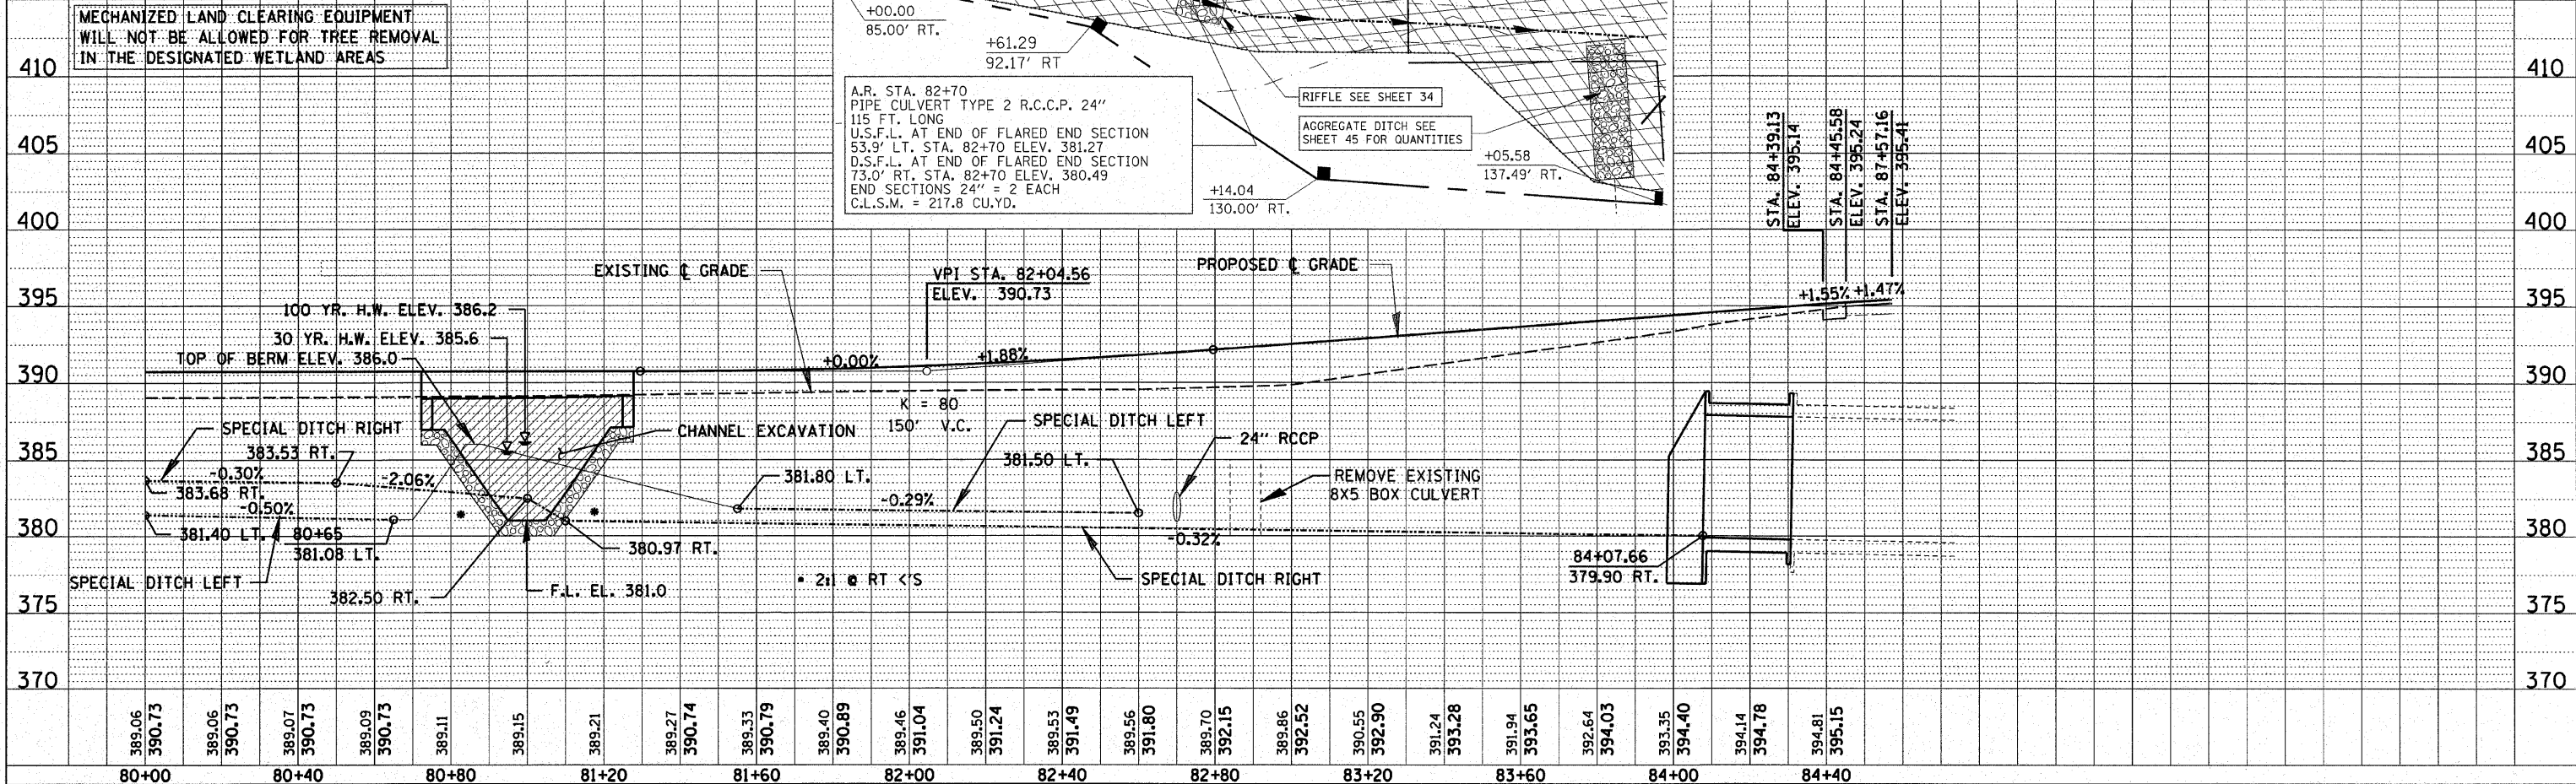 MECHANIZED LAND CLEARING EQUIPMENT
WILL NOT BE ALLOWED FOR TREE REMOVAL
IN THE DESIGNATED WETLAND AREAS
+00.00
85.00' RT.
+61.29
92.17' RT
A.R. STA. 82+70
PIPE CULVERT TYPE 2 R.C.C.P. 24"
115 FT. LONG
U.S.F.L. AT END OF FLARED END SECTION
53.9' LT. STA. 82+70 ELEV. 381.27
D.S.F.L. AT END OF FLARED END SECTION
73.0' RT. STA. 82+70 ELEV. 380.49
END SECTIONS 24" = 2 EACH
C.L.S.M. = 217.8 CU.YD.
RIFFLE SEE SHEET 34
AGGREGATE DITCH SEE
SHEET 45 FOR QUANTITIES
+05.58
137.49' RT.
+14.04
130.00' RT.
STA. 84+39.13
ELEV. 395.14
STA. 84+45.58
ELEV. 395.24
STA. 87+57.16
ELEV. 395.41
410
405
400
395
390
385
380
375
370
410
405
400
395
390
385
380
375
370
EXISTING ℄ GRADE
VPI STA. 82+04.56
ELEV. 390.73
PROPOSED ℄ GRADE
+1.55%
+1.47%
100 YR. H.W. ELEV. 386.2
30 YR. H.W. ELEV. 385.6
TOP OF BERM ELEV. 386.0
+0.00%
+1.88%
K = 80
150' V.C.
SPECIAL DITCH LEFT
SPECIAL DITCH RIGHT
383.53 RT.
CHANNEL EXCAVATION
24" RCCP
-0.30%
-2.06%
383.68 RT.
381.80 LT.
381.50 LT.
REMOVE EXISTING
8X5 BOX CULVERT
-0.50%
-0.29%
381.40 LT.
80+65
381.08 LT.
380.97 RT.
-0.32%
84+07.66
379.90 RT.
SPECIAL DITCH LEFT
382.50 RT.
F.L. EL. 381.0
* 2:1 @ RT <'S
SPECIAL DITCH RIGHT
389.06
390.73
389.06
390.73
389.07
390.73
389.09
390.73
389.11
389.15
389.21
389.27
390.74
389.33
390.79
389.40
390.89
389.46
391.04
389.50
391.24
389.53
391.49
389.56
391.80
389.70
392.15
389.86
392.52
390.55
392.90
391.24
393.28
391.94
393.65
392.64
394.03
393.35
394.40
394.14
394.78
394.81
395.15
80+00
80+40
80+80
81+20
81+60
82+00
82+40
82+80
83+20
83+60
84+00
84+40